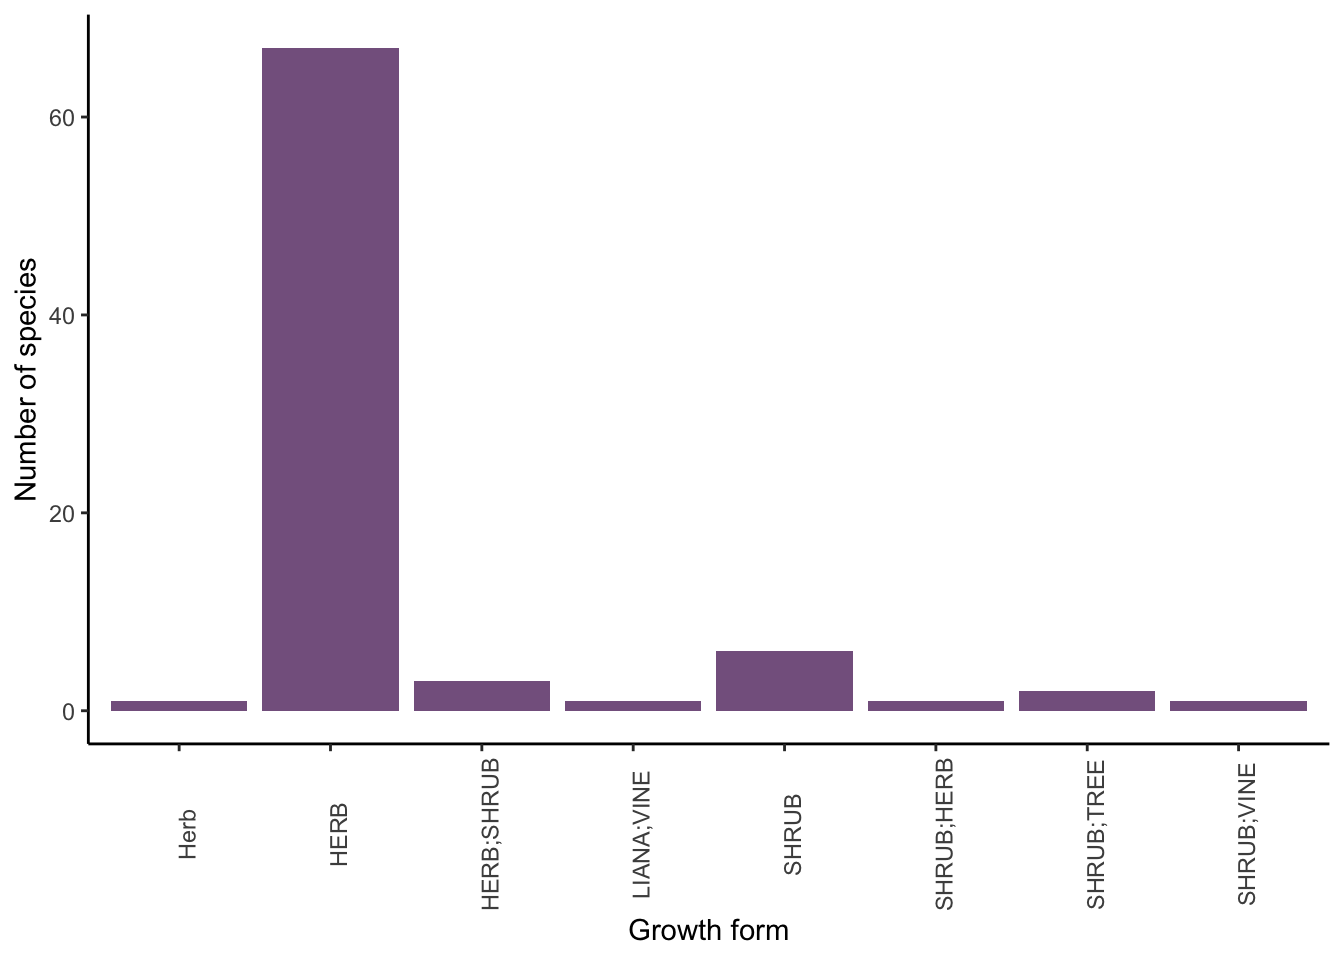 Number of species
60
40
20
0
Herb
HERB
HERB;SHRUB
LIANA;VINE
SHRUB
SHRUB;HERB
SHRUB;TREE
SHRUB;VINE
Growth form